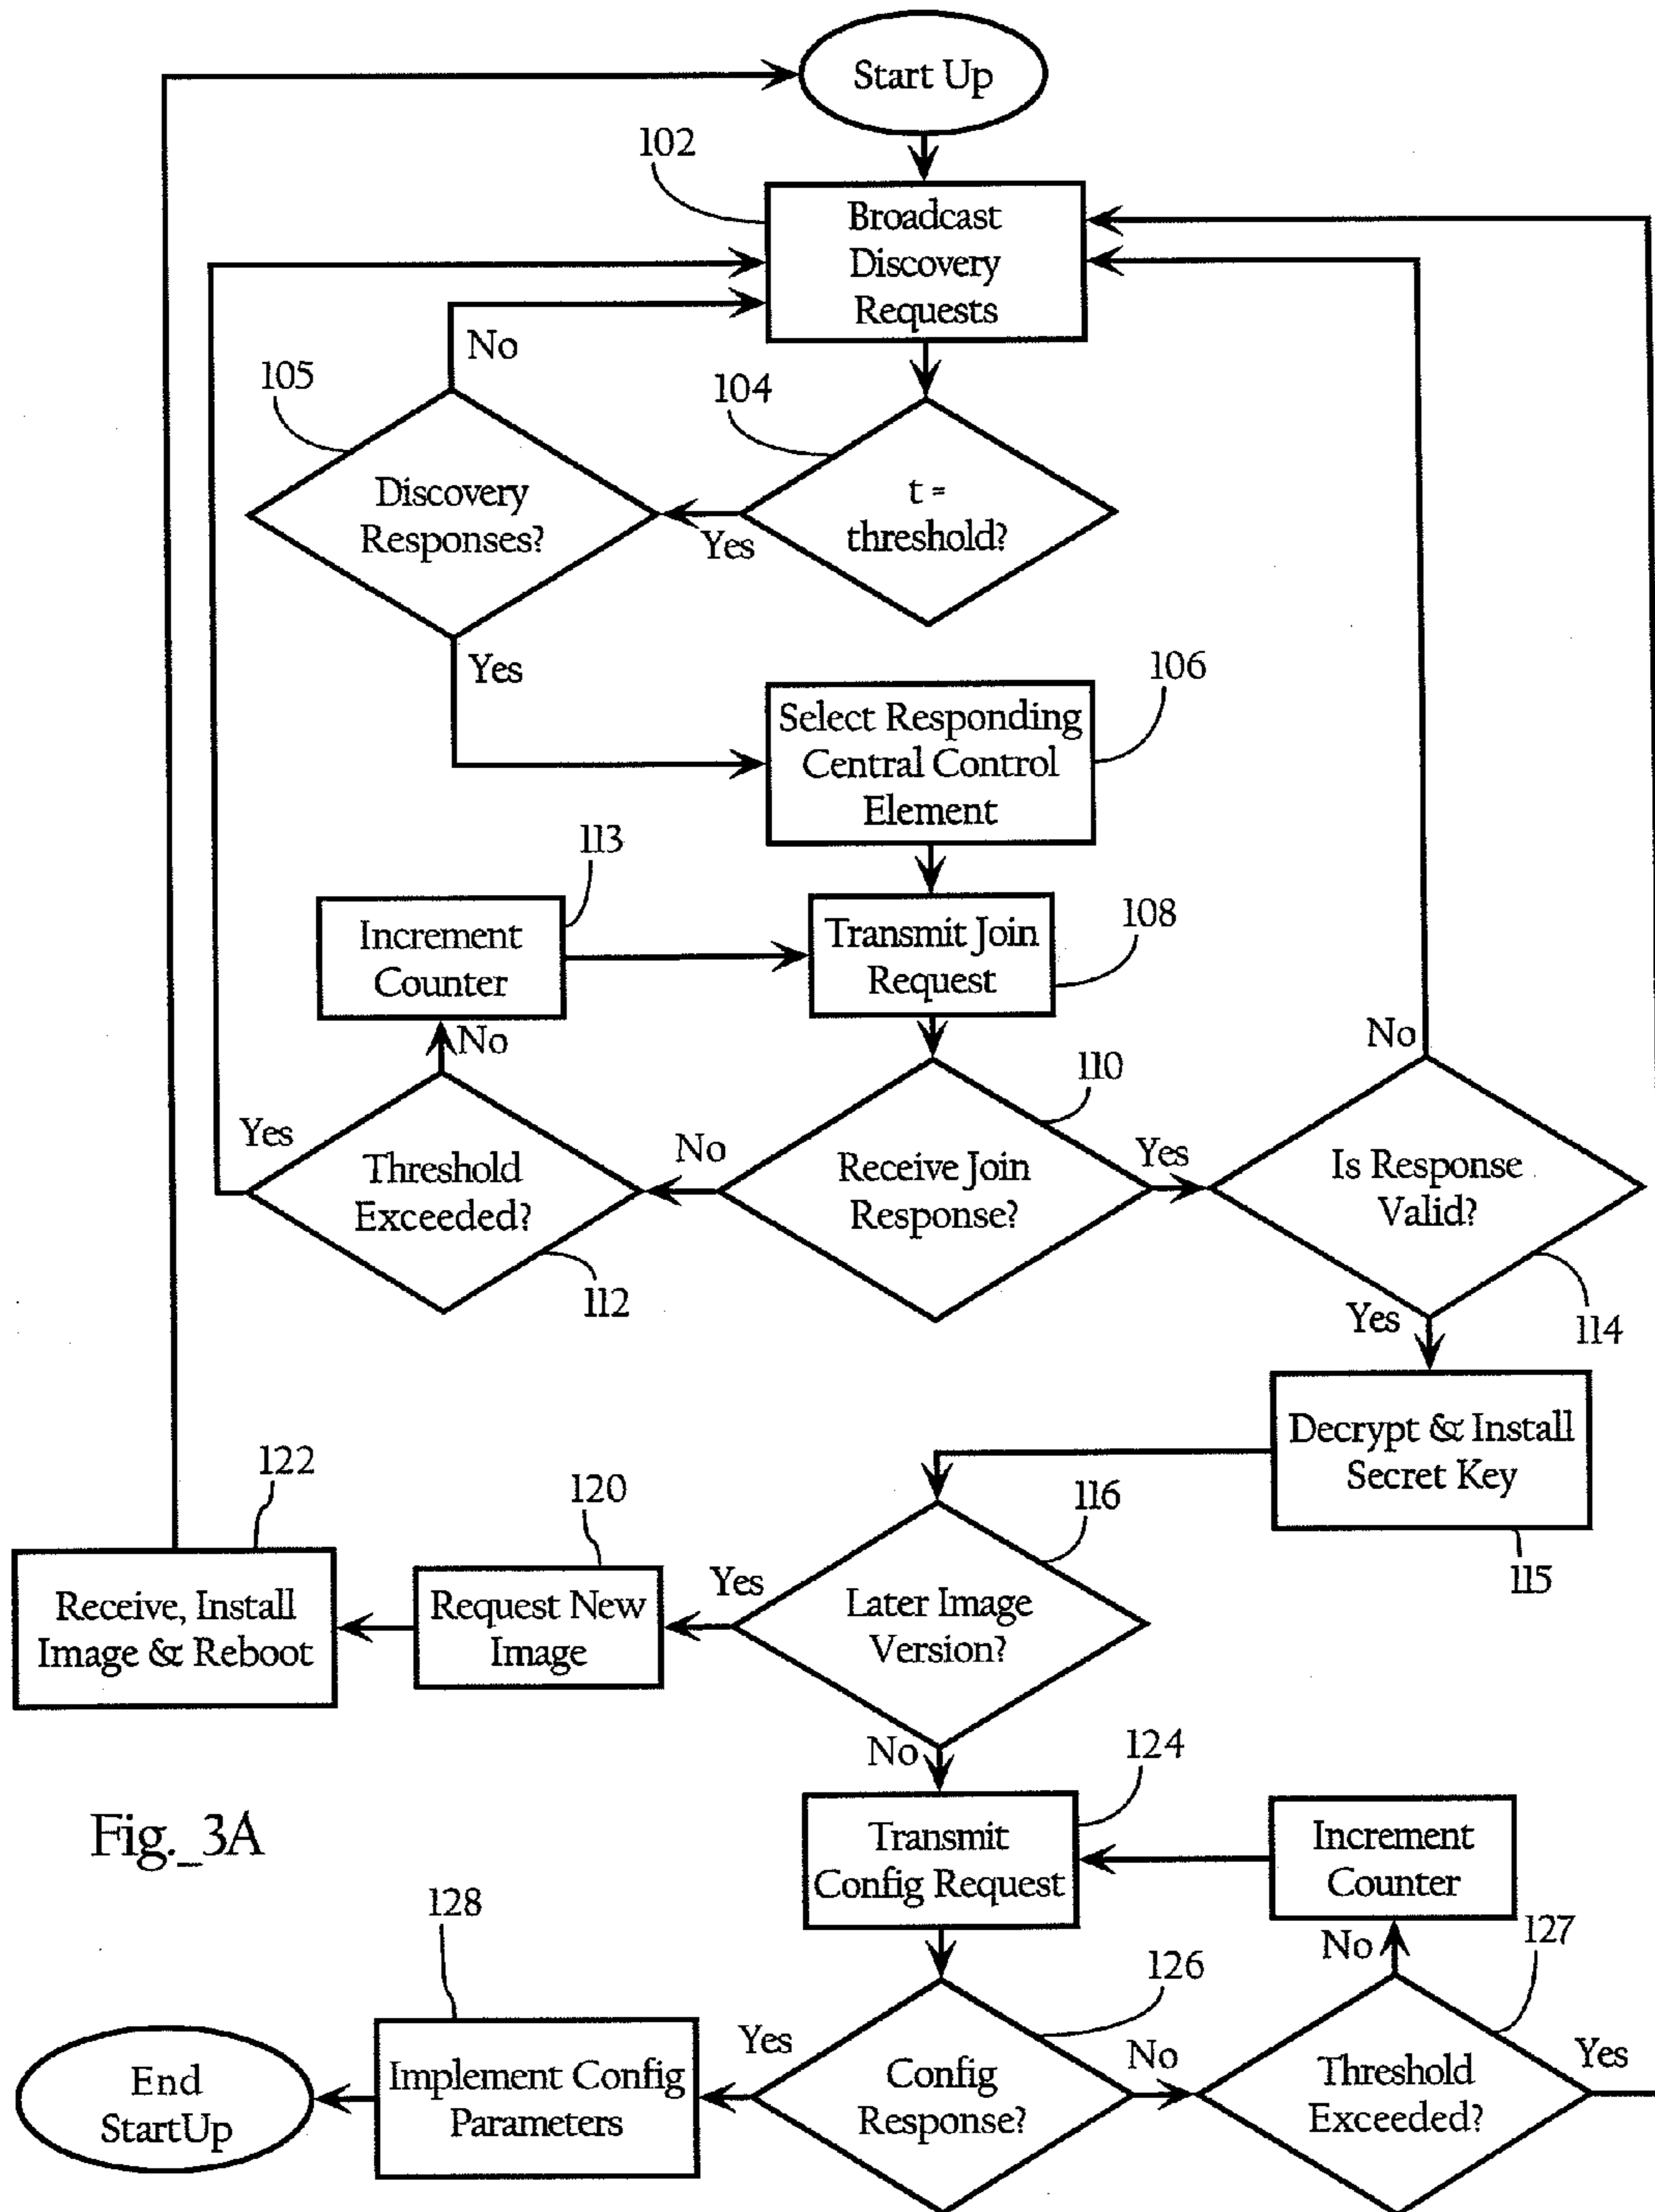 Start Up
102
Broadcast
Discovery
Requests
No
105
104
Discovery
Responses?
Yes
t =
threshold?
Yes
106
Select Responding
Central Control
Element
113
Increment
Counter
108
Transmit Join
Request
No
110
No
Yes
Threshold
Exceeded?
No
Receive Join
Response?
Yes
Is Response
Valid?
112
Yes
114
Decrypt & Install
Secret Key
115
122
120
116
Receive, Install
Image & Reboot
Request New
Image
Yes
Later Image
Version?
No
124
Fig._3A
Transmit
Config Request
Increment
Counter
128
No
127
126
End
StartUp
Implement Config
Parameters
Yes
Config
Response?
No
Threshold
Exceeded?
Yes